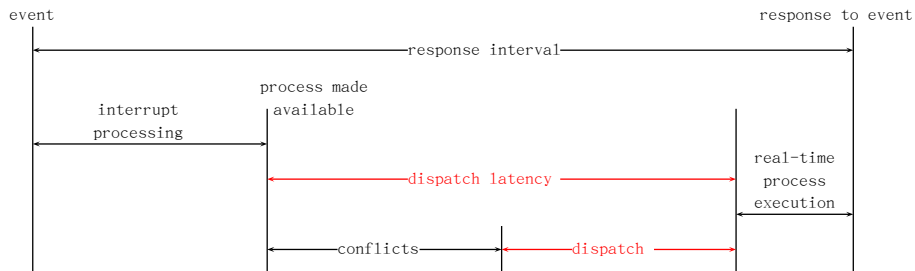 event
response to event
response interval
process made
available
interrupt
processing
dispatch latency
real-time
process
execution
conflicts
dispatch